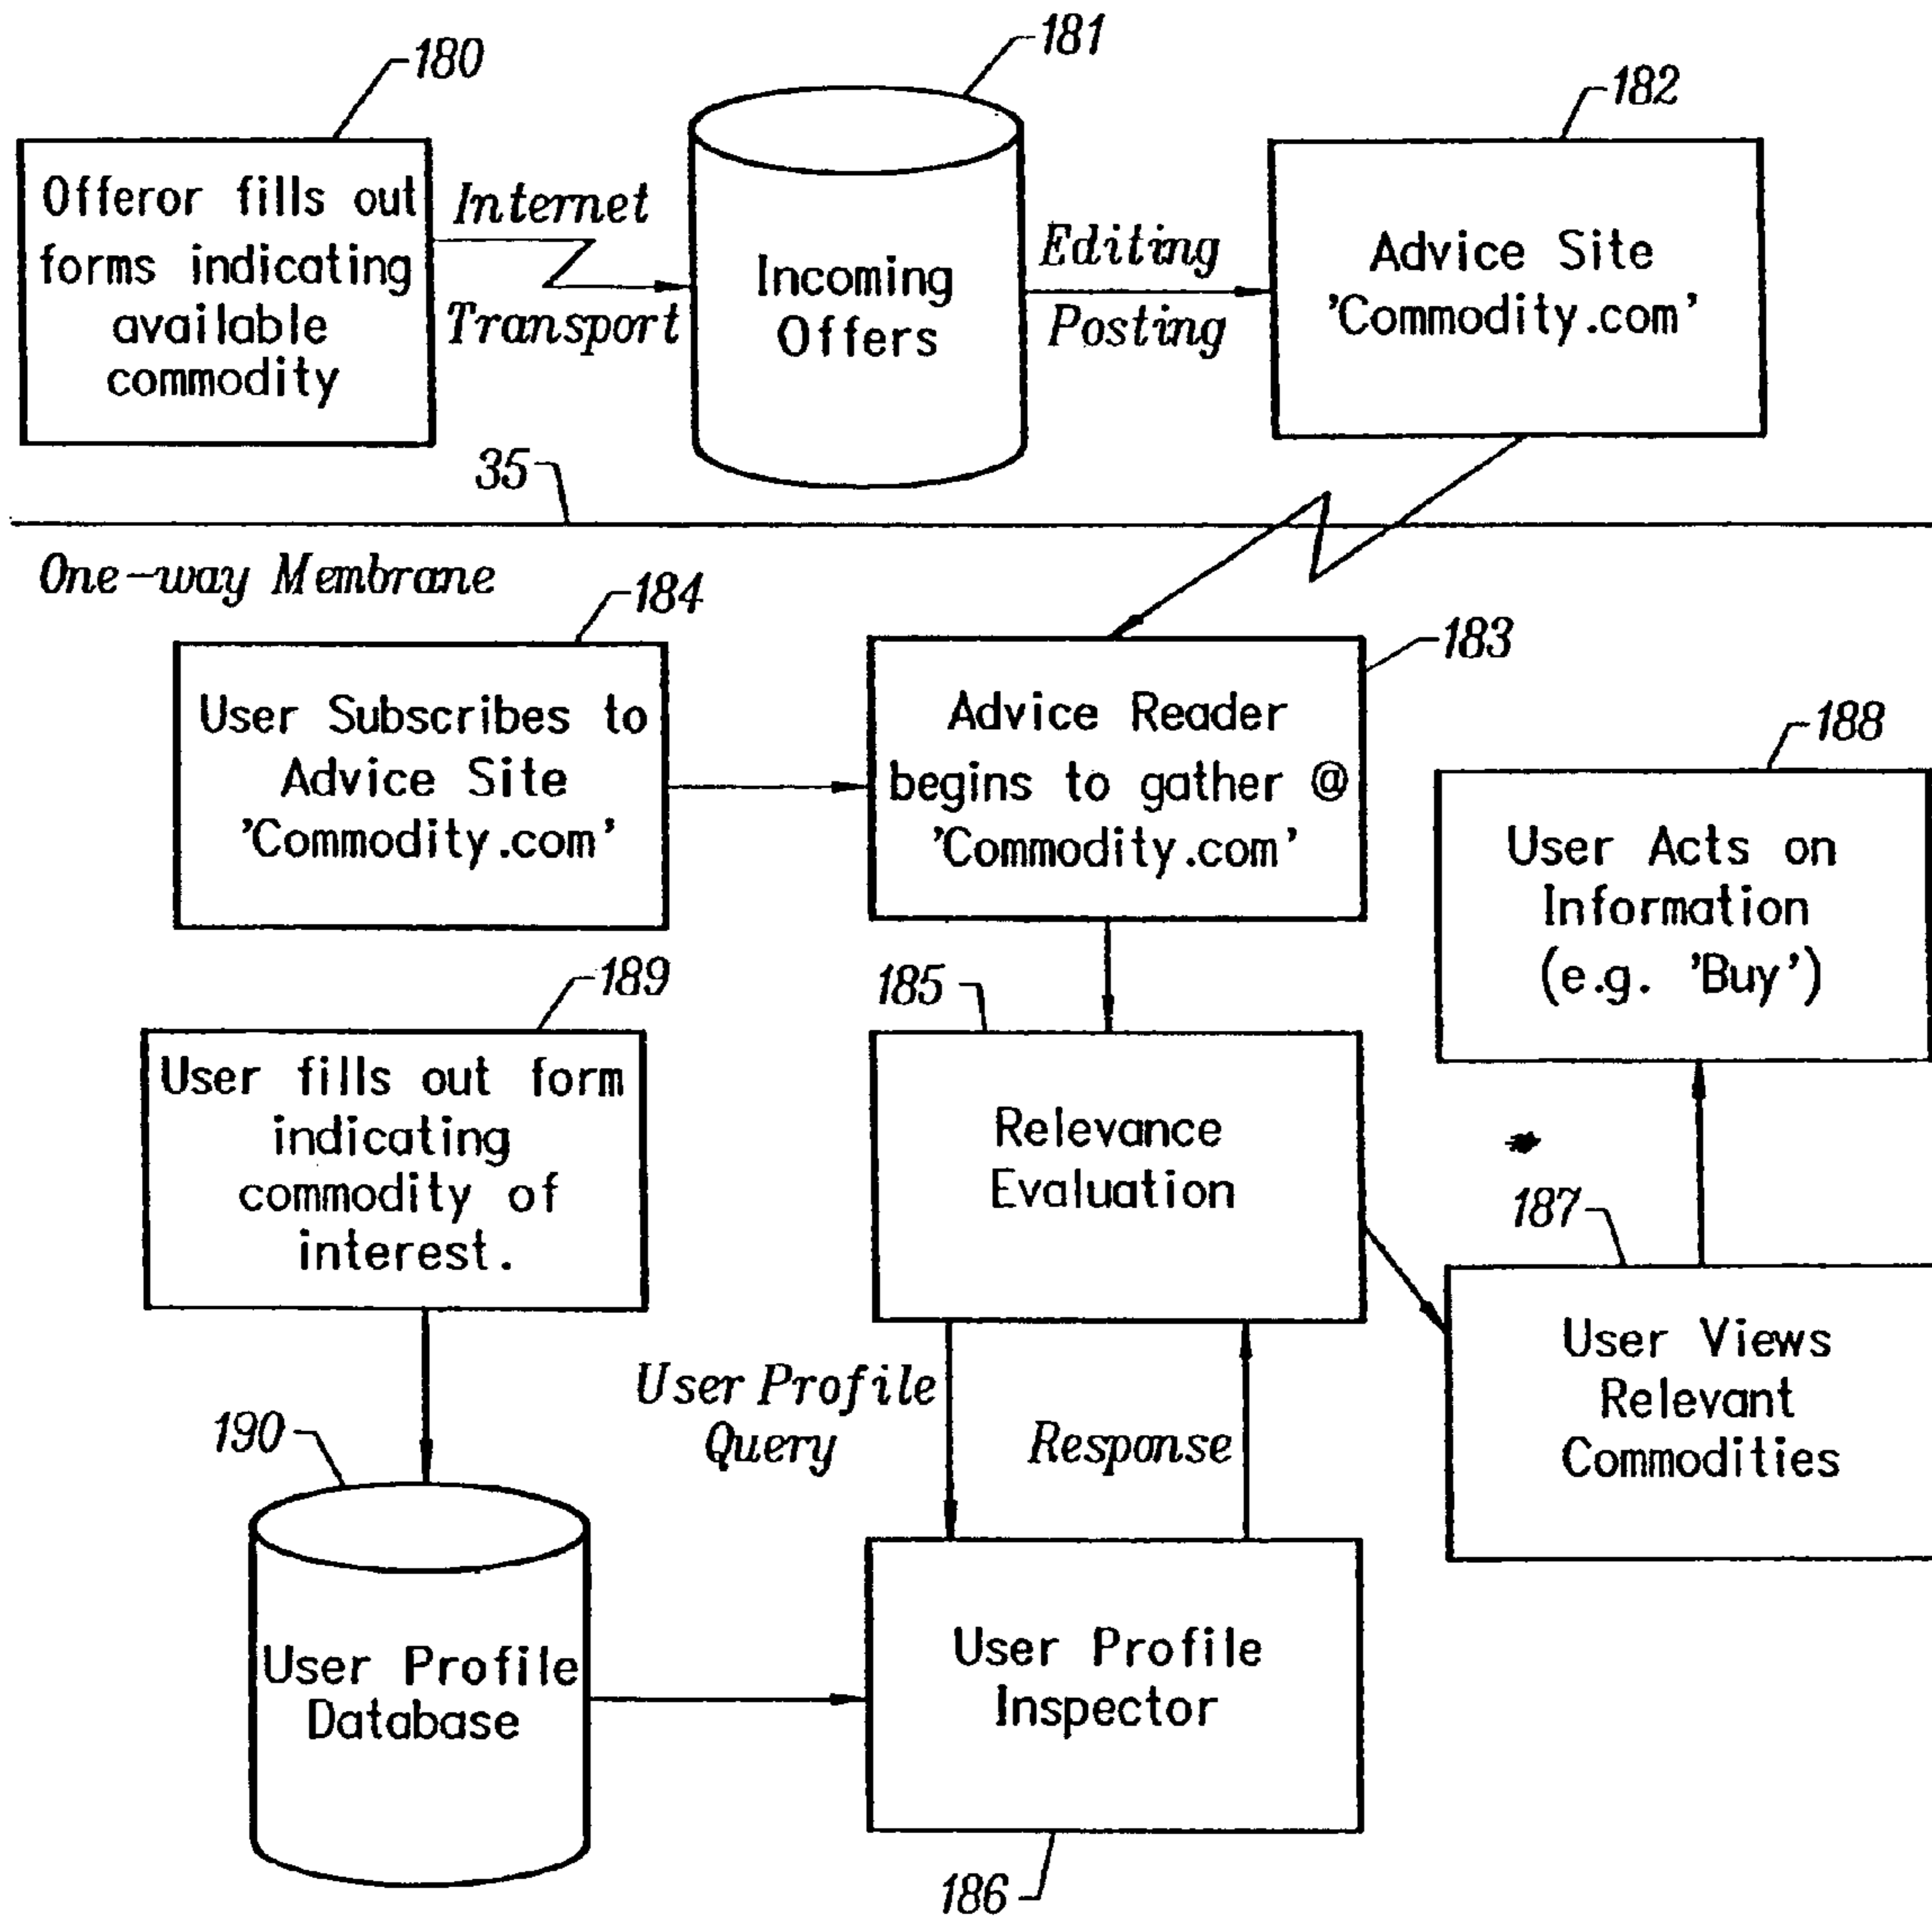 180
181
182
Offeror fills out
forms indicating
available
commodity
Internet
Transport
Incoming
Offers
Editing
Posting
Advice Site
'Commodity.com'
35
One-way Membrane
184
183
188
User Subscribes to
Advice Site
'Commodity.com'
Advice Reader
begins to gather @
'Commodity.com'
User Acts on
Information
(e.g. 'Buy')
189
185
User fills out form
indicating
commodity of
interest.
Relevance
Evaluation
187
User Views
Relevant
Commodities
190
User Profile
Query
Response
User Profile
Database
User Profile
Inspector
186